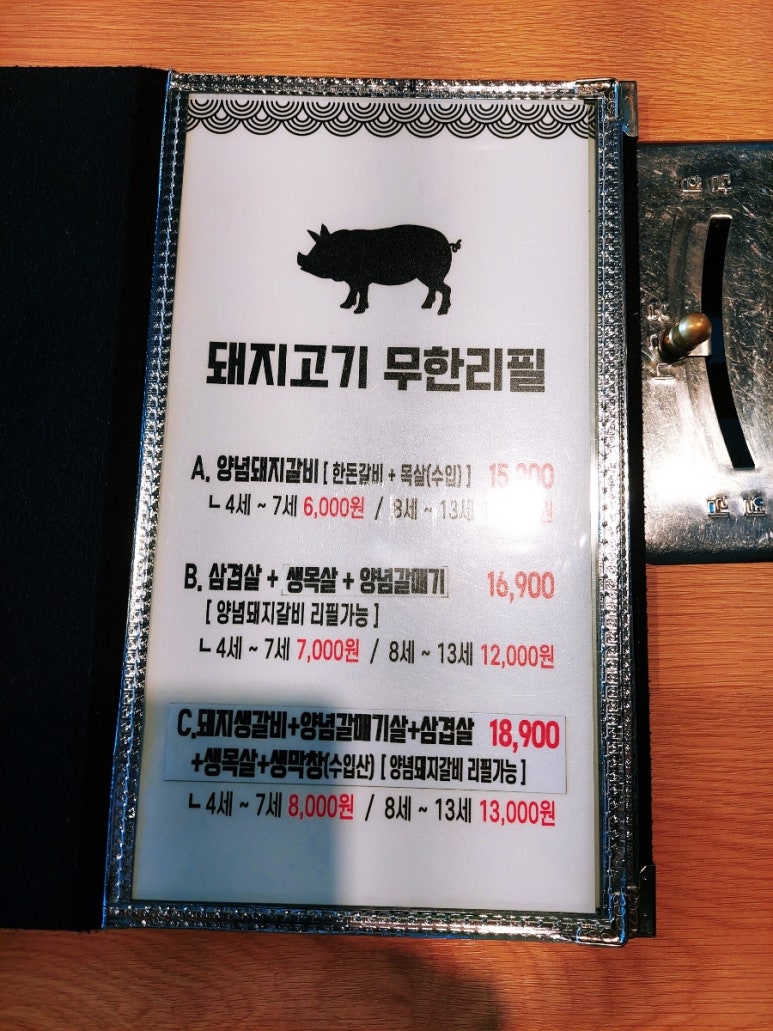 돼지고기 무한리필
A. 양념돼지갈비 [ 한돈갈비 + 목살(수입) ]
ㄴ 4세 ~ 7세 6,000원 / 8세 ~ 13세
B. 삼겹살 + 생목살 + 양념갈매기 16,900
[ 양념돼지갈비 리필가능 ]
ㄴ 4세 ~ 7세 7,000원 / 8세 ~ 13세 12,000원
C.돼지생갈비+양념갈매기살+삼겹살 18,900
+생목살+생막창(수입산) [ 양념돼지갈비 리필가능 ]
ㄴ 4세 ~ 7세 8,000원 / 8세 ~ 13세 13,000원